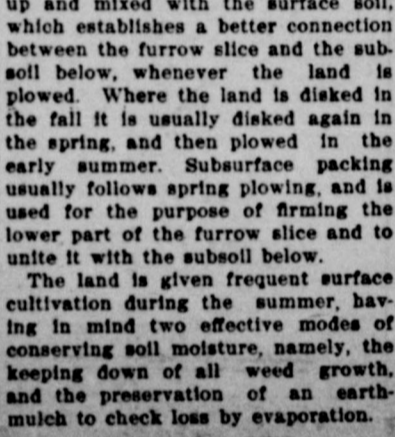 up and mixed with the surface soil,
which establishes a better connection
between the furrow slice and the sub-
soil below, whenever the land is
plowed. Where the land is disked in
the fall it is usually disked again in
the spring, and then plowed in the
early summer. Subsurface packing
usually follows spring plowing, and is
used for the purpose of firming the
lower part of the furrow slice and to
unite it with the subsoil below.
The land is given frequent surface
cultivation during the summer, hav-
ing in mind two effective modes of
conserving soil moisture, namely, the
keeping down of all weed growth,
and the preservation of an earth-
mulch to check loss by evaporation.